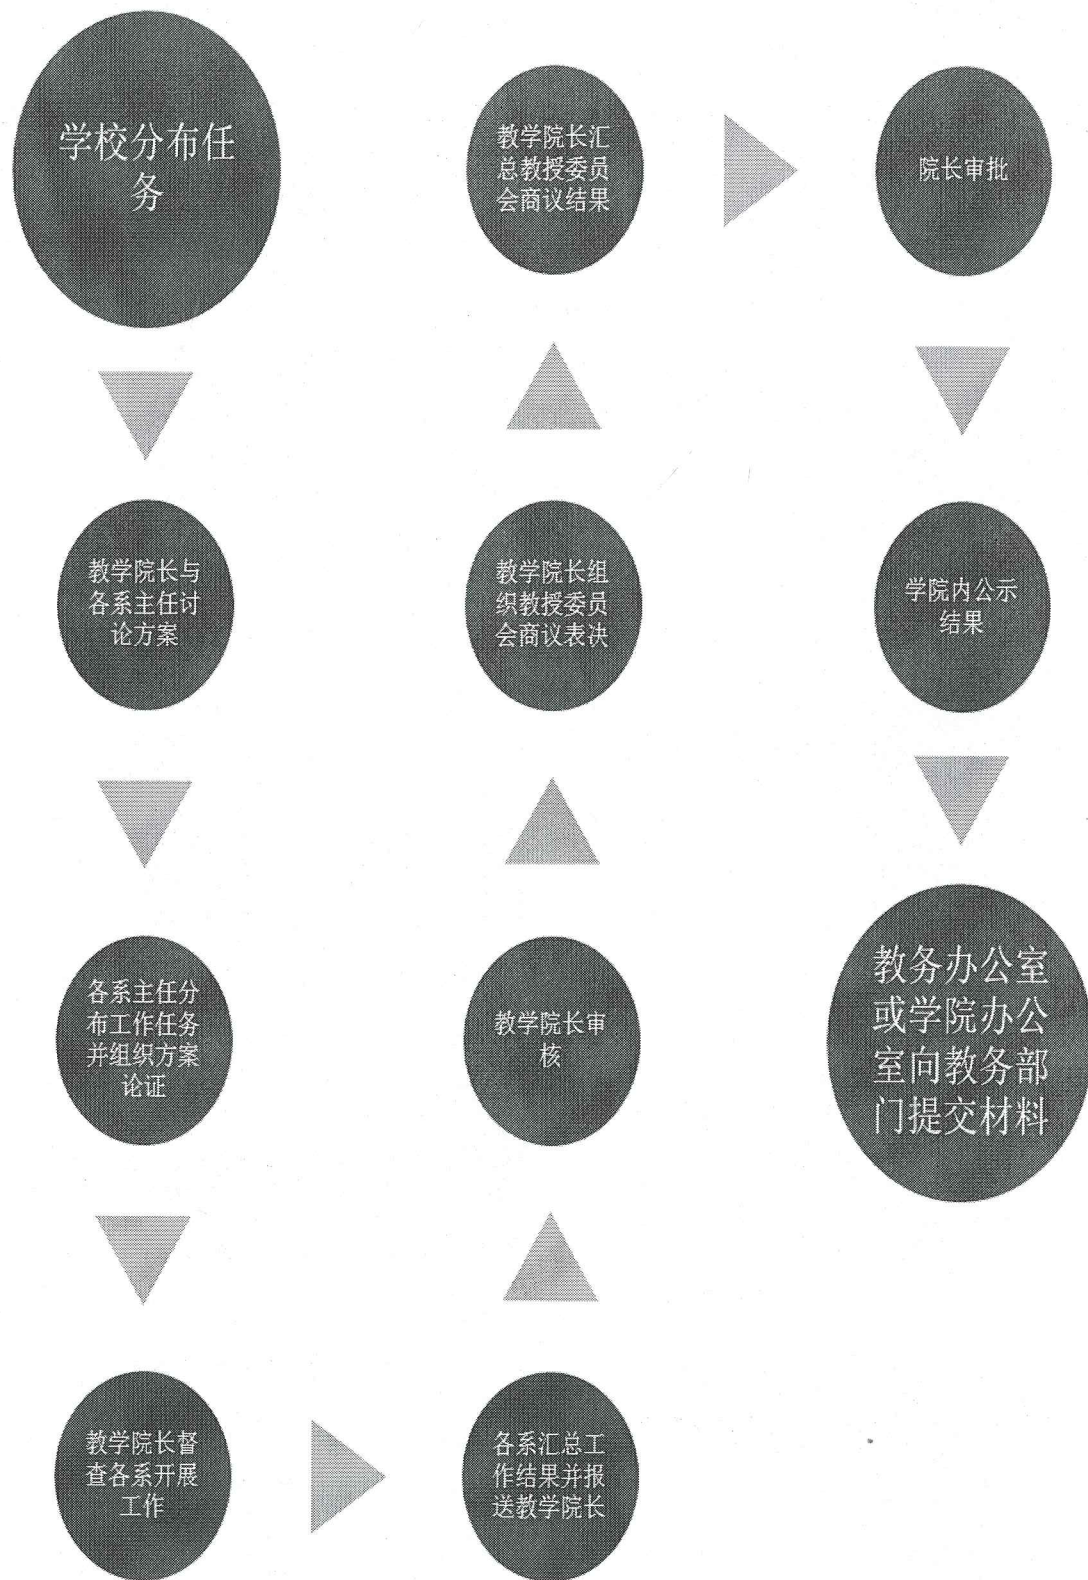 学校分布任
务
教学院长与
各系主任讨
论方案
各系主任分
布工作任务
并组织方案
论证
教学院长督
查各系开展
工作
各系汇总工
作结果并报
送教学院长
教学院长审
核
教学院长组
织教授委员
会商议表决
教学院长汇
总教授委员
会商议结果
院长审批
学院内公示
结果
教务办公室
或学院办公
室向教务部
门提交材料